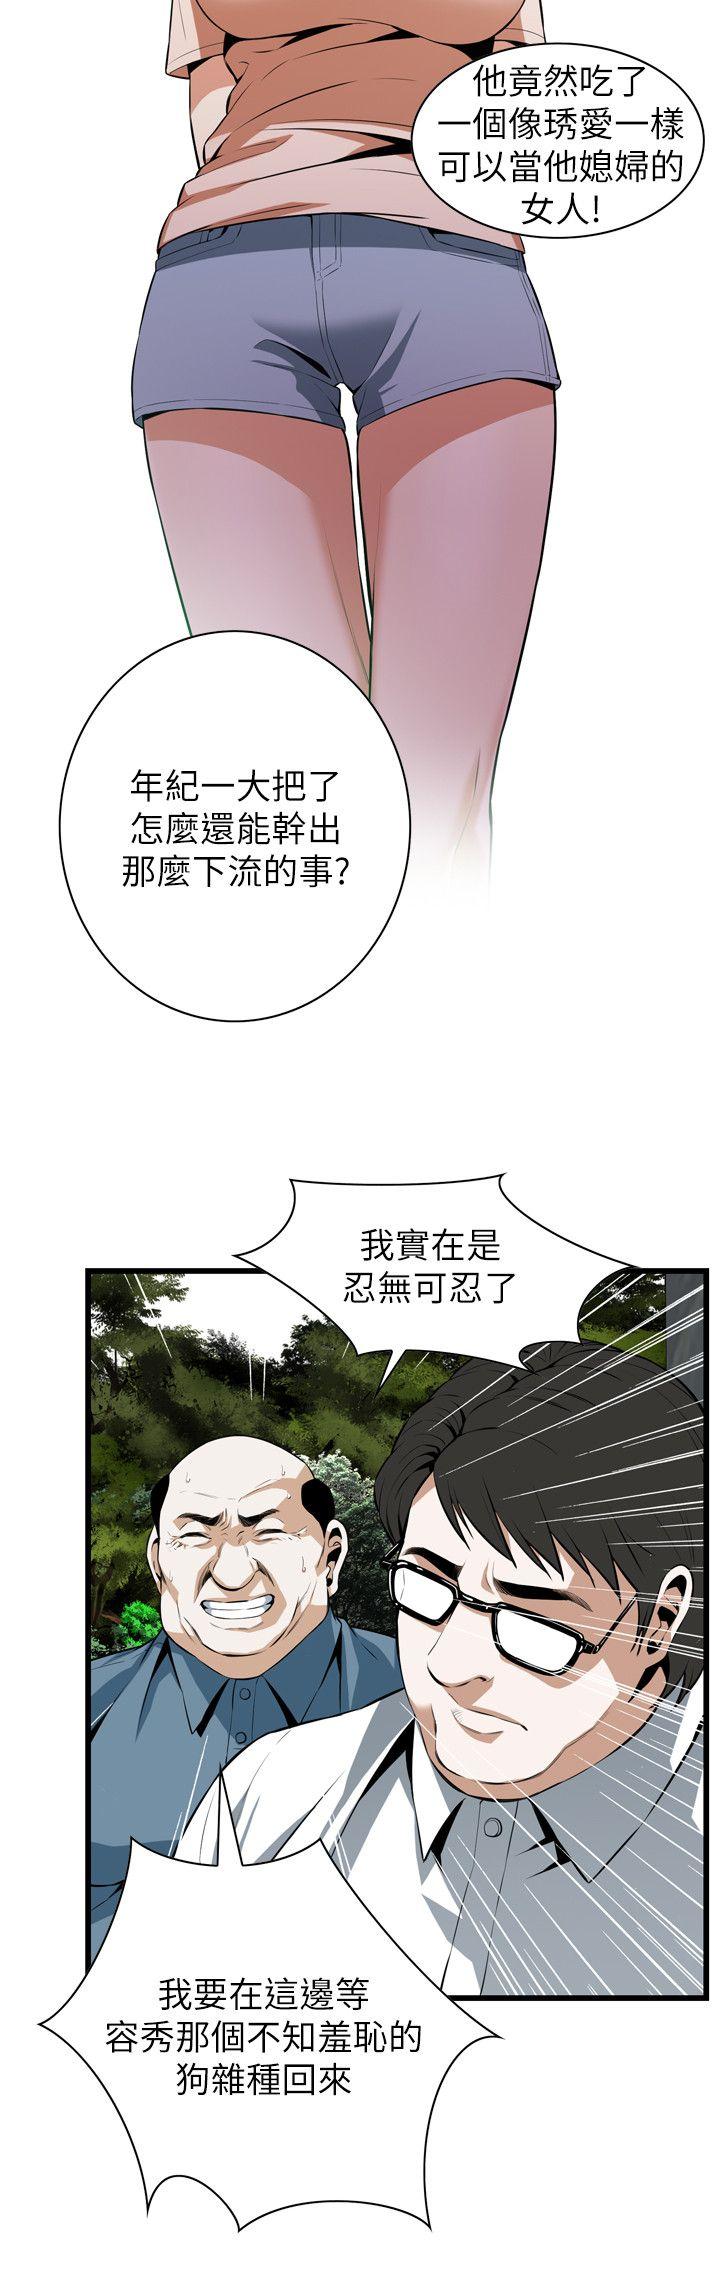 他竟然吃了
一個像琇愛一樣
可以當他媳婦的
女人!
年紀一大把了
怎麼還能幹出
那麼下流的事?
我實在是
忍無可忍了
我要在這邊等
容秀那個不知羞恥的
狗雜種回來